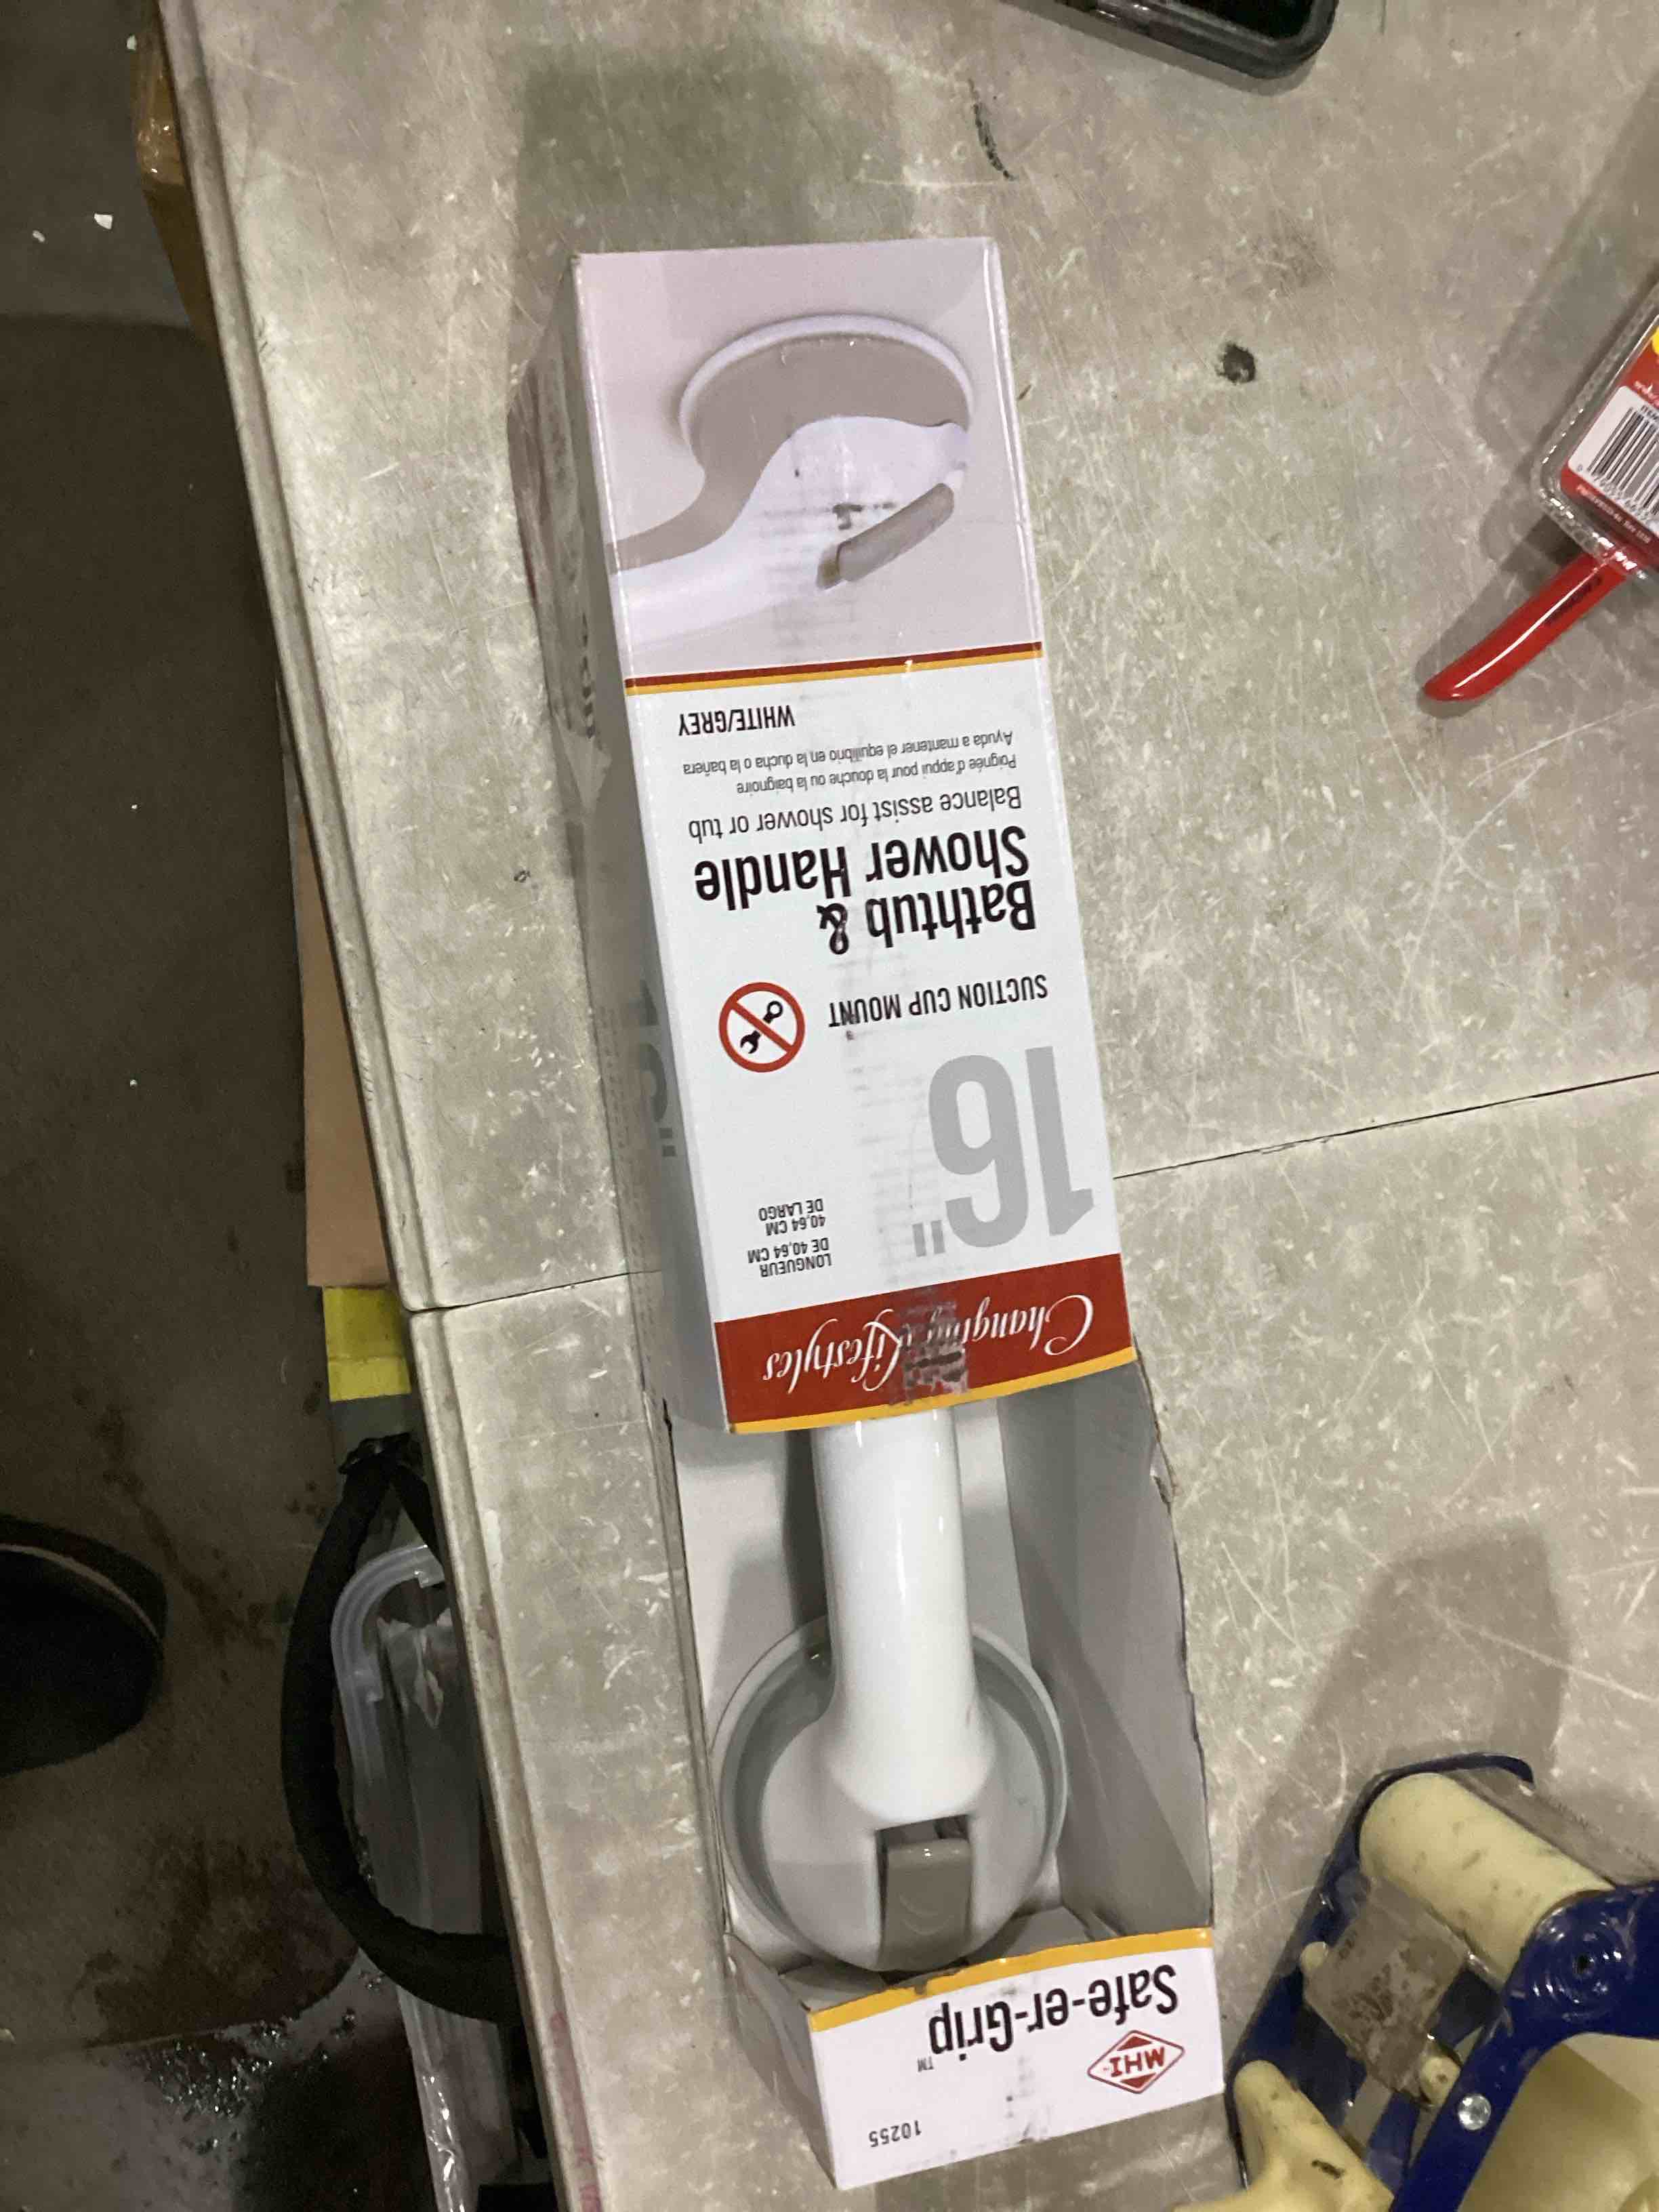 10255
MHI
Safe-er-Grip™
Changing Lifestyles
16"
LONGUEUR
DE 40,64 CM
40,64 CM
DE LARGO
SUCTION CUP MOUNT
Bathtub &
Shower Handle
Balance assist for shower or tub
Poignée d'appui pour la douche ou la baignoire
Ayuda a mantener el equilibrio en la ducha o la bañera
WHITE/GREY
16"